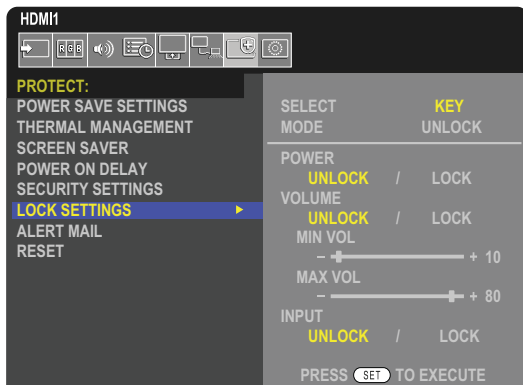 HDMI1
RGB
PROTECT:
POWER SAVE SETTINGS
THERMAL MANAGEMENT
SCREEN SAVER
POWER ON DELAY
SECURITY SETTINGS
LOCK SETTINGS
ALERT MAIL
RESET
SELECT KEY
MODE UNLOCK
POWER
UNLOCK / LOCK
VOLUME
UNLOCK / LOCK
MIN VOL
– + 10
MAX VOL
– + 80
INPUT
UNLOCK / LOCK
PRESS SET TO EXECUTE